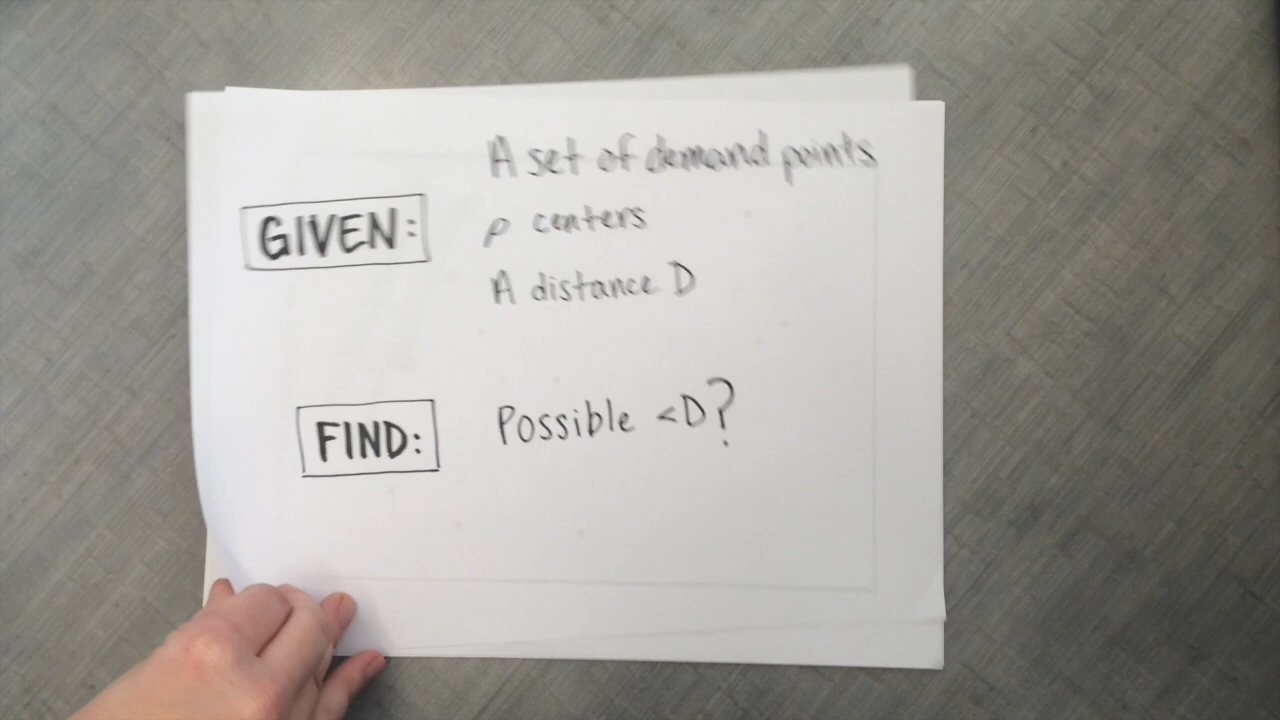 A set of demand points
GIVEN:
p centers
A distance D
FIND:
Possible <D?